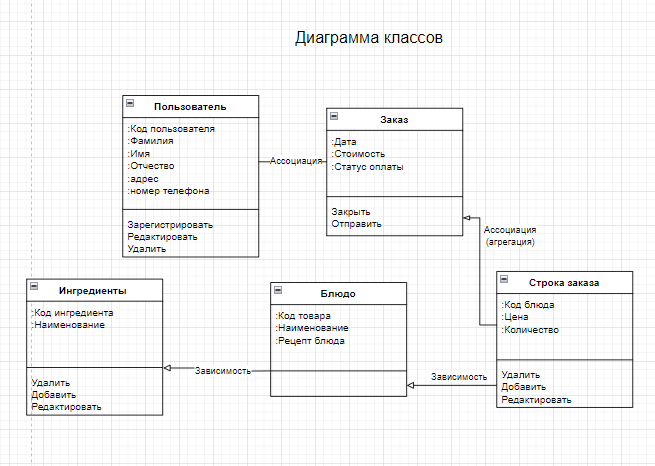 Диаграмма классов
Пользователь
:Код пользователя
:Фамилия
:Имя
:Отчество
:адрес
:номер телефона
Зарегистрировать
Редактировать
Удалить
Ассоциация
Заказ
:Дата
:Стоимость
:Статус оплаты
Закрыть
Отправить
Ассоциация
(агрегация)
Ингредиенты
:Код ингредиента
:Наименование
Удалить
Добавить
Редактировать
Зависимость
Блюдо
:Код товара
:Наименование
:Рецепт блюда
Зависимость
Строка заказа
:Код блюда
:Цена
:Количество
Удалить
Добавить
Редактировать